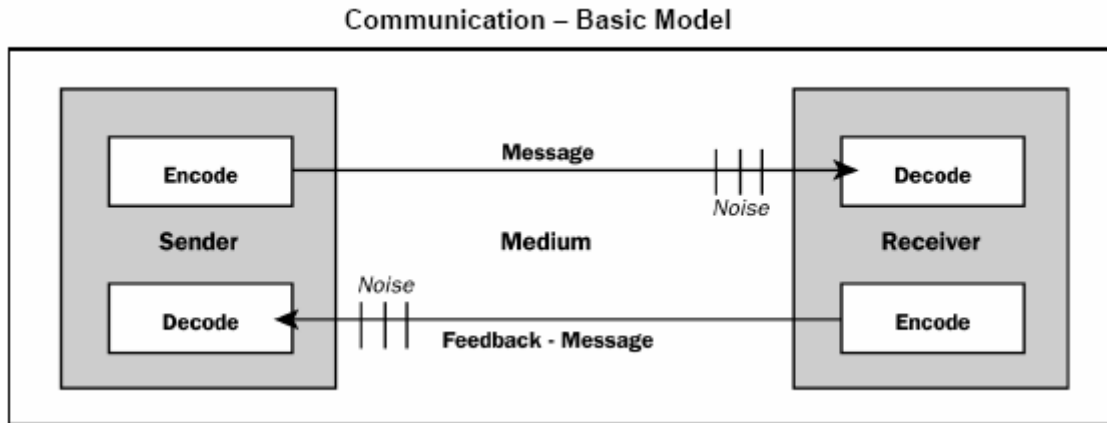 Communication – Basic Model
Encode
Message
Noise
Decode
Sender
Medium
Receiver
Decode
Noise
Feedback - Message
Encode